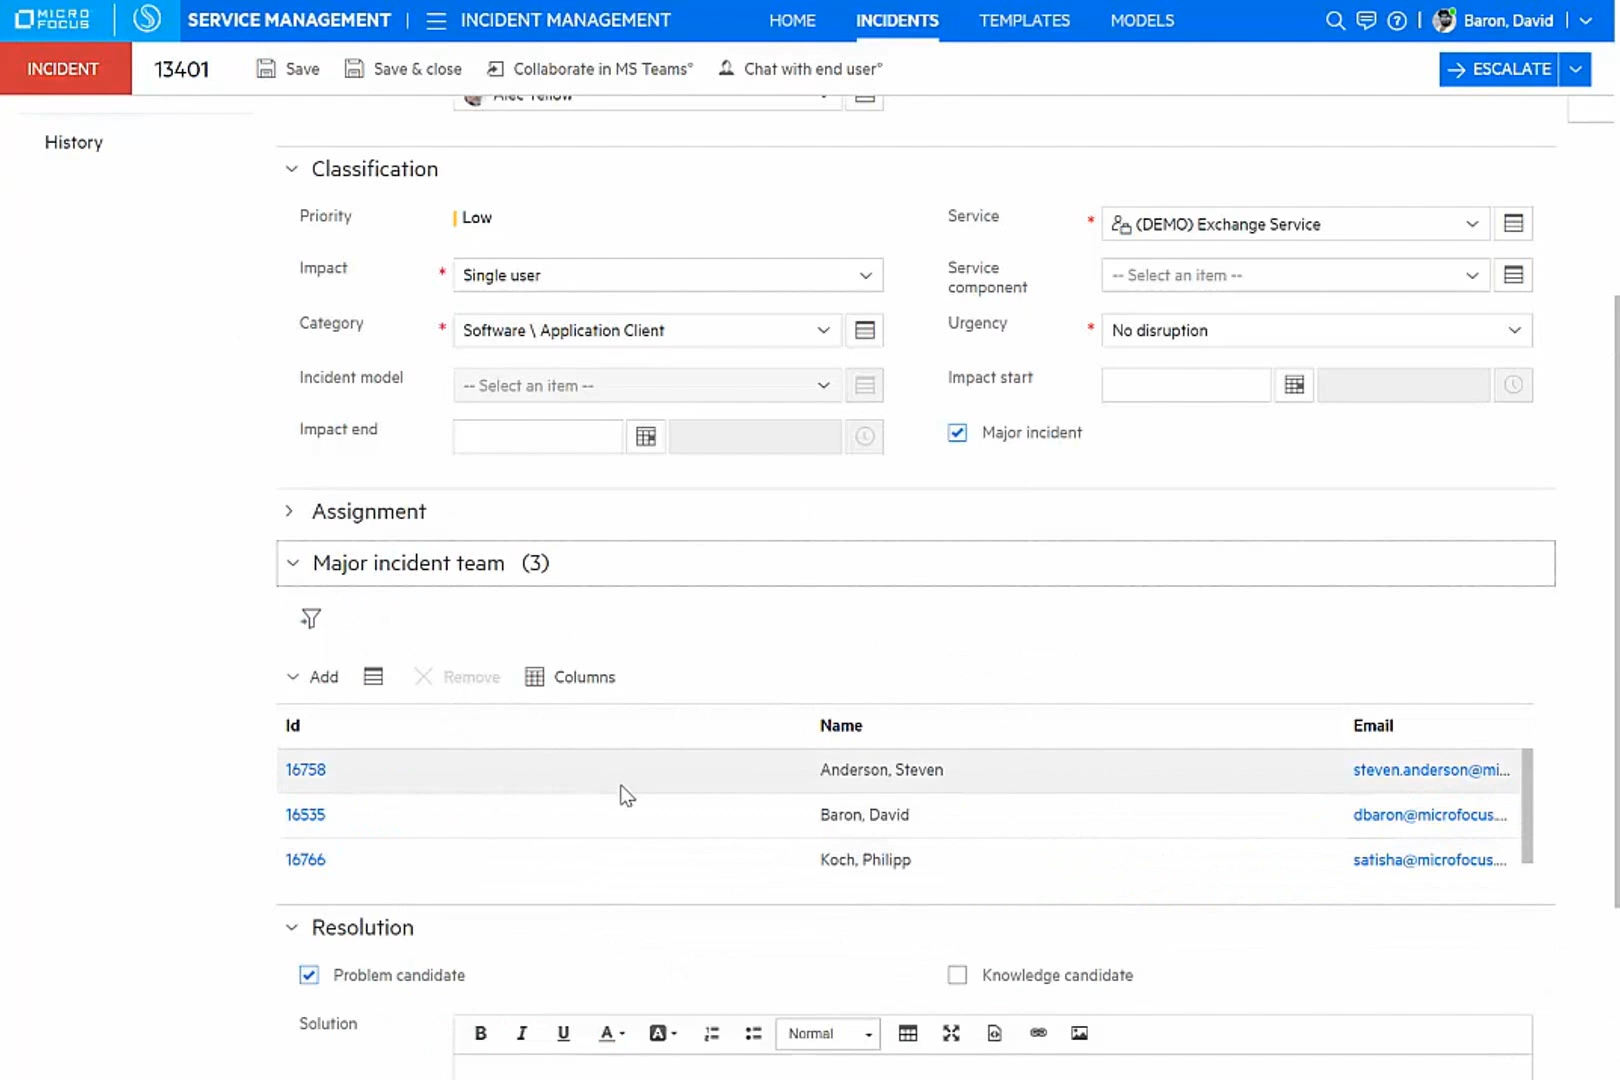 MICRO FOCUS | SERVICE MANAGEMENT | INCIDENT MANAGEMENT HOME INCIDENTS TEMPLATES MODELS Baron, David
INCIDENT 13401 Save Save & close Collaborate in MS Teams° Chat with end user° ESCALATE
Alec Yellow
History
Classification
Priority Low Service * (DEMO) Exchange Service
Impact * Single user Service component -- Select an item --
Category * Software \ Application Client Urgency * No disruption
Incident model -- Select an item -- Impact start
Impact end Major incident
Assignment
Major incident team (3)
Add Remove Columns
Id Name Email
16758 Anderson, Steven steven.anderson@mi...
16535 Baron, David dbaron@microfocus....
16766 Koch, Philipp satisha@microfocus....
Resolution
Problem candidate Knowledge candidate
Solution B I U A A Normal